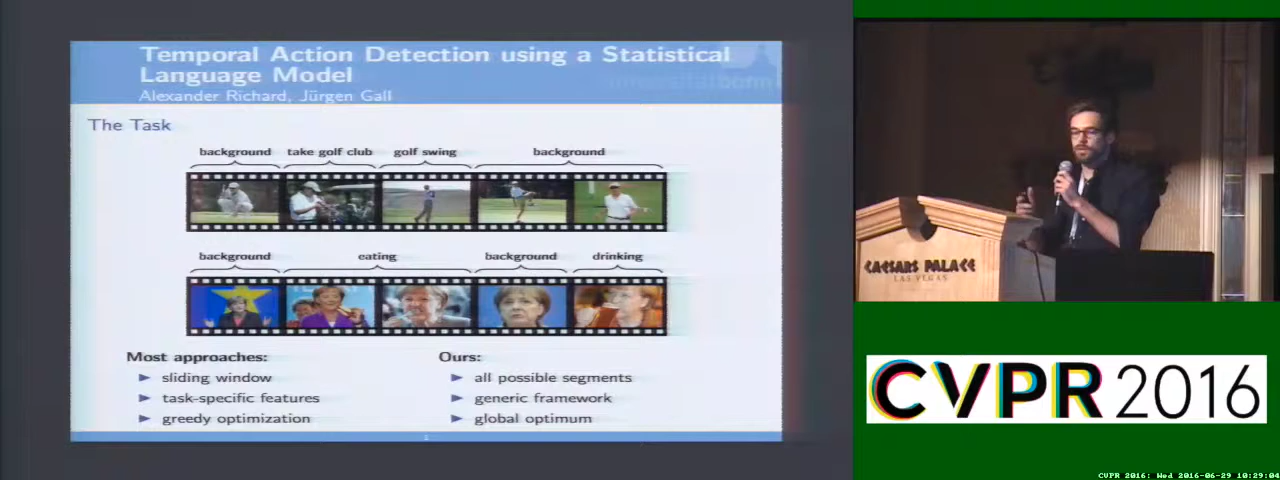 Temporal Action Detection using a Statistical
Language Model
Alexander Richard, Jürgen Gall
The Task
background take golf club golf swing background
background eating background drinking
Most approaches:
► sliding window
► task-specific features
► greedy optimization
Ours:
► all possible segments
► generic framework
► global optimum
CAESARS PALACE
LAS VEGAS
CVPR 2016
CVPR 2016: Wed 2016-06-29 10:29:04